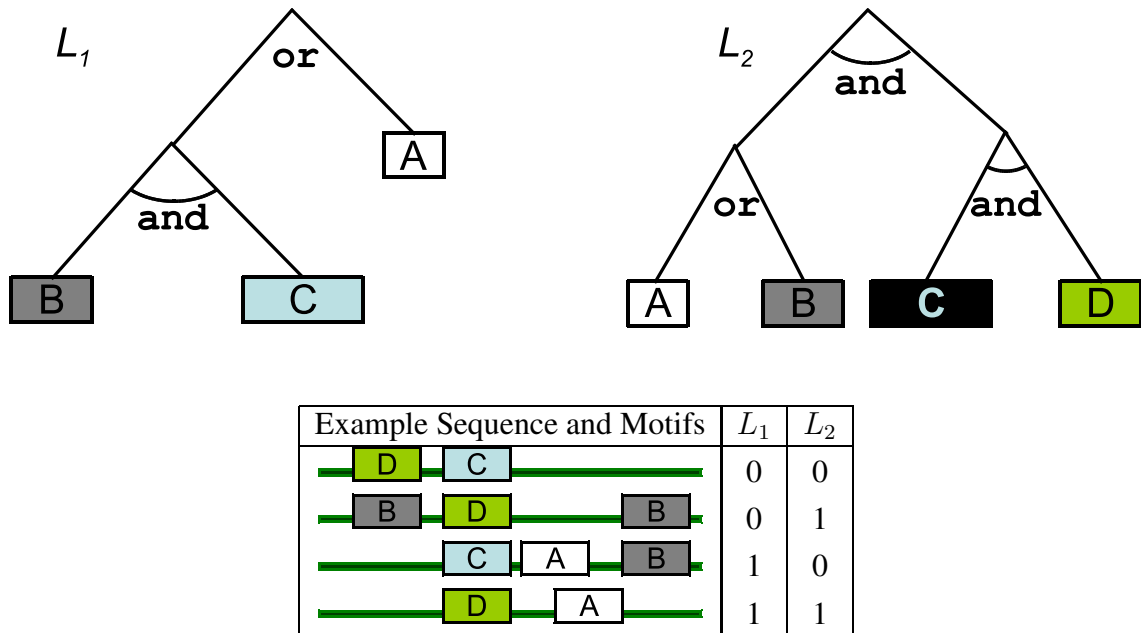 L₁
or
A
and
B
C
L₂
and
or
and
A
B
C
D
Example Sequence and Motifs L₁ L₂
D C 0 0
B D B 0 1
C A B 1 0
D A 1 1